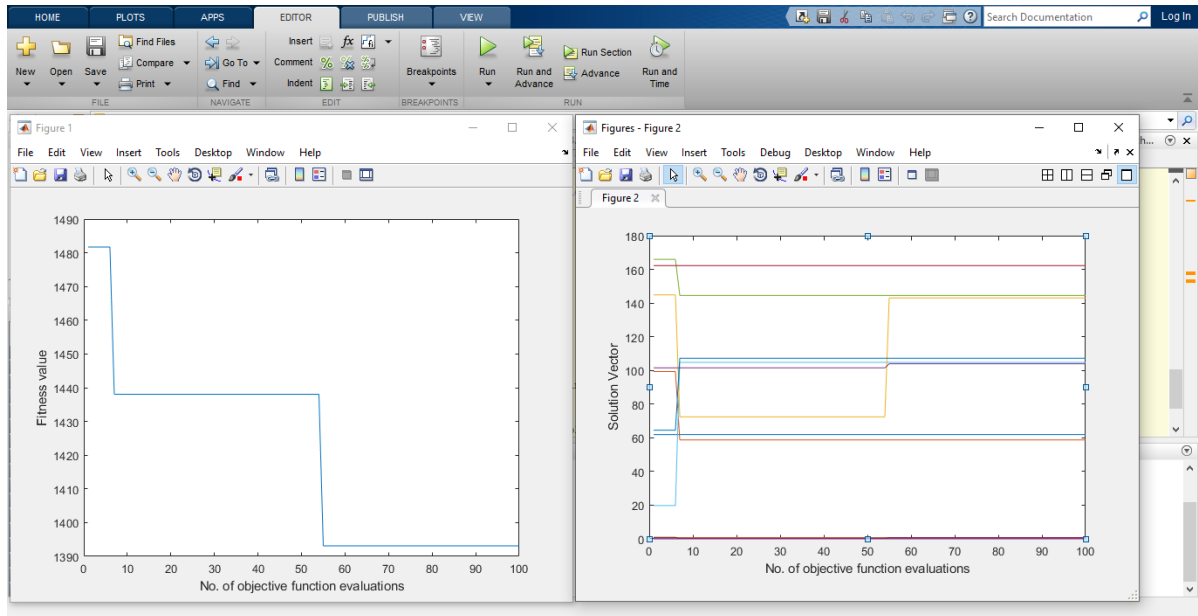 HOME PLOTS APPS EDITOR PUBLISH VIEW Search Documentation Log In
Find Files Insert fx
New Open Save Compare Go To Comment % Breakpoints Run Run and Advance Run Section Advance Run and Time
Print Find Indent
FILE NAVIGATE EDIT BREAKPOINTS RUN
Figure 1
File Edit View Insert Tools Desktop Window Help
1490
1480
1470
1460
1450
1440
1430
1420
1410
1400
1390
Fitness value
0 10 20 30 40 50 60 70 80 90 100
No. of objective function evaluations
Figures - Figure 2
File Edit View Insert Tools Debug Desktop Window Help
Figure 2
180
160
140
120
100
80
60
40
20
0
Solution Vector
0 10 20 30 40 50 60 70 80 90 100
No. of objective function evaluations
h...